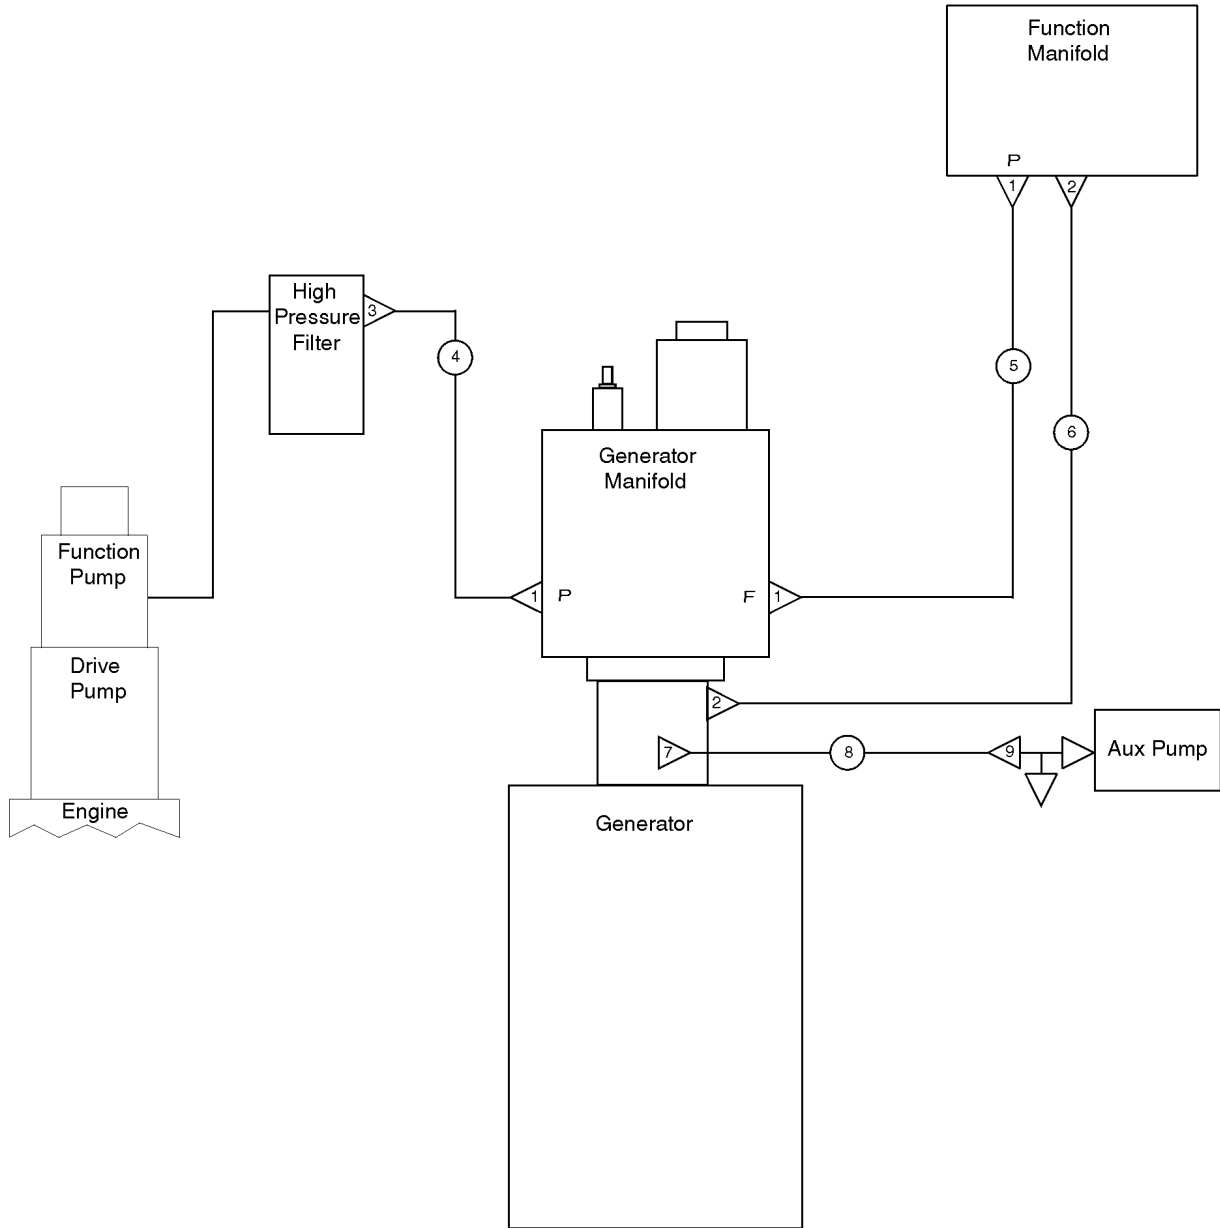 Function
Manifold
P
1
2
High
Pressure
Filter
3
4
5
6
Generator
Manifold
Function
Pump
1
P
F
1
Drive
Pump
2
7
8
9
Aux Pump
Engine
Generator